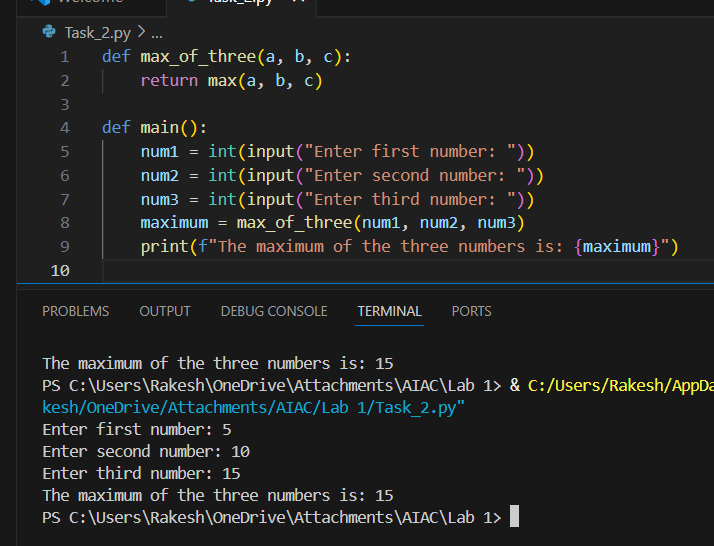 Welcome
Task_2.py
Task_2.py > ...
1 def max_of_three(a, b, c):
2     return max(a, b, c)
3
4 def main():
5     num1 = int(input("Enter first number: "))
6     num2 = int(input("Enter second number: "))
7     num3 = int(input("Enter third number: "))
8     maximum = max_of_three(num1, num2, num3)
9     print(f"The maximum of the three numbers is: {maximum}")
10
PROBLEMS OUTPUT DEBUG CONSOLE TERMINAL PORTS
The maximum of the three numbers is: 15
PS C:\Users\Rakesh\OneDrive\Attachments\AIAC\Lab 1> & C:/Users/Rakesh/AppDa
kesh/OneDrive/Attachments/AIAC/Lab 1/Task_2.py"
Enter first number: 5
Enter second number: 10
Enter third number: 15
The maximum of the three numbers is: 15
PS C:\Users\Rakesh\OneDrive\Attachments\AIAC\Lab 1>